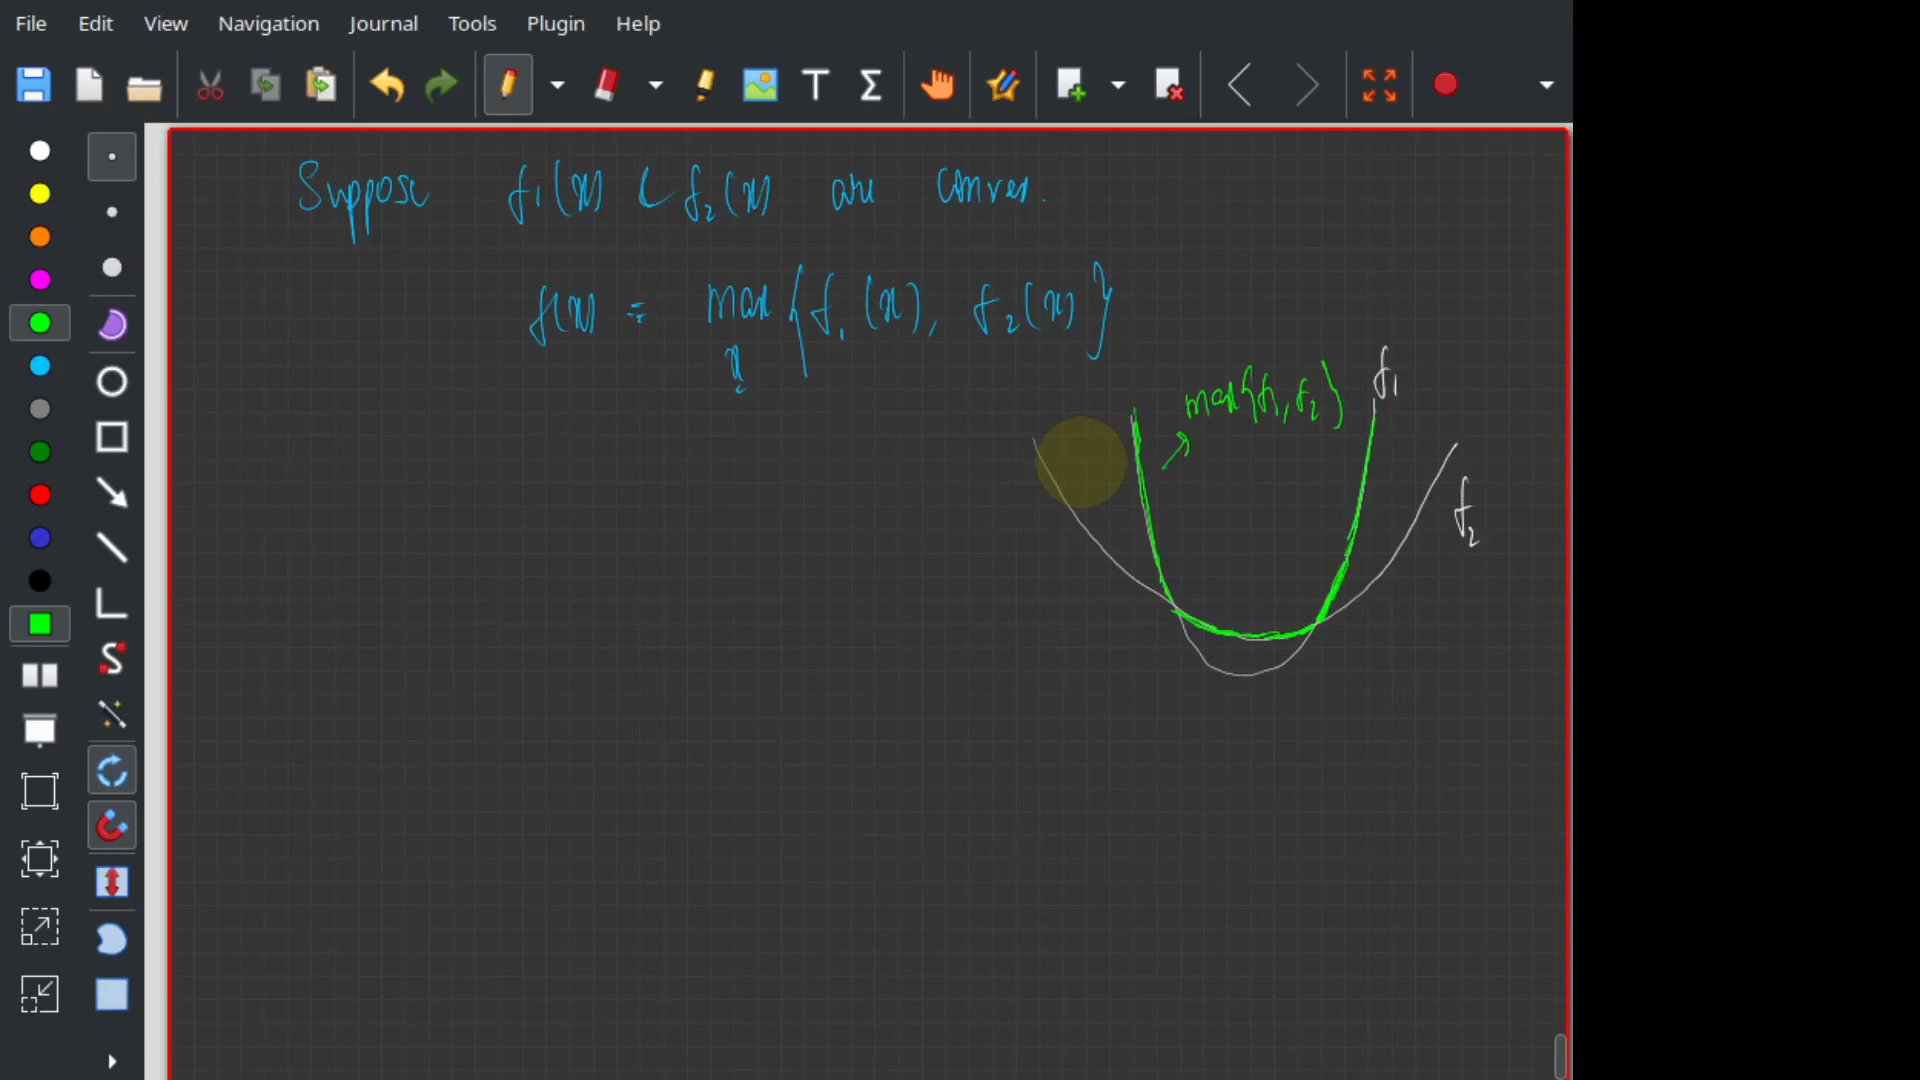 File Edit View Navigation Journal Tools Plugin Help
Suppose f₁(x) & f₂(x) are convex.
f(x) = max {f₁(x), f₂(x)}
x
max{f₁, f₂}
f₁
f₂